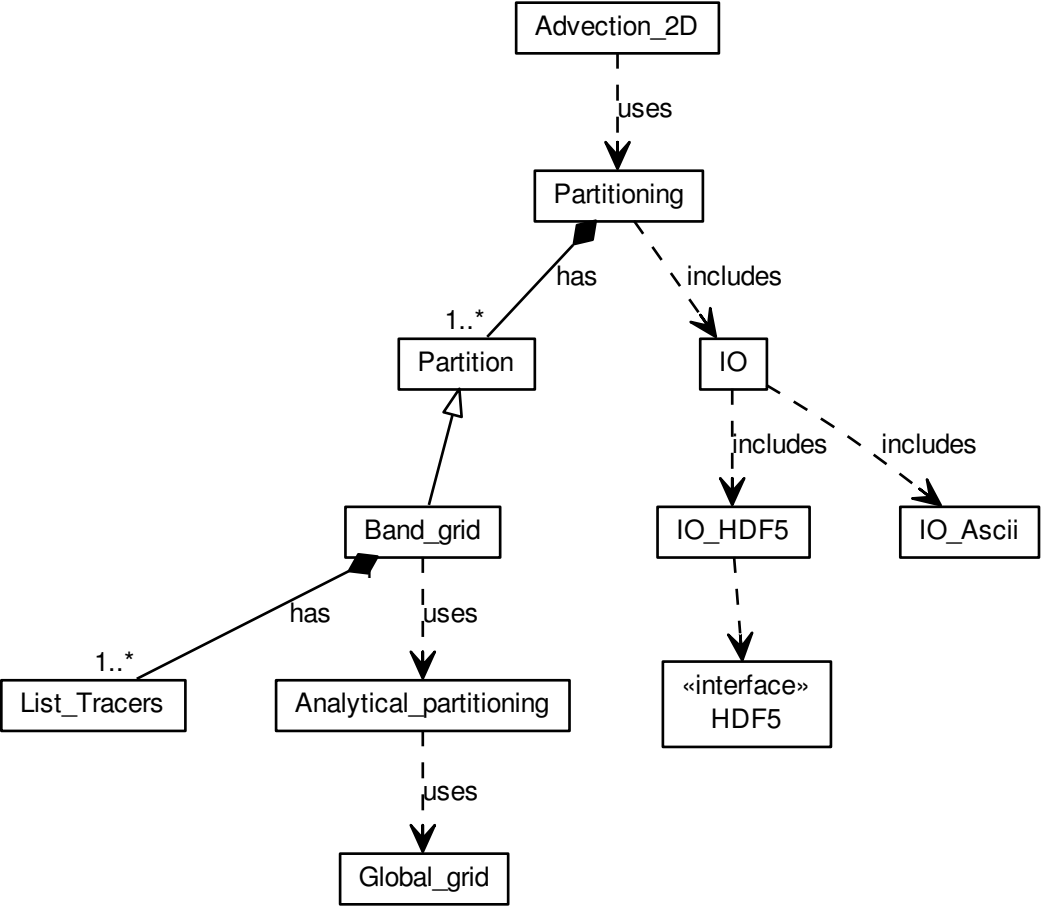 Advection_2D
uses
Partitioning
has
includes
1..*
Partition
IO
includes
includes
Band_grid
IO_HDF5
IO_Ascii
has
uses
1..*
List_Tracers
Analytical_partitioning
«interface»
HDF5
uses
Global_grid